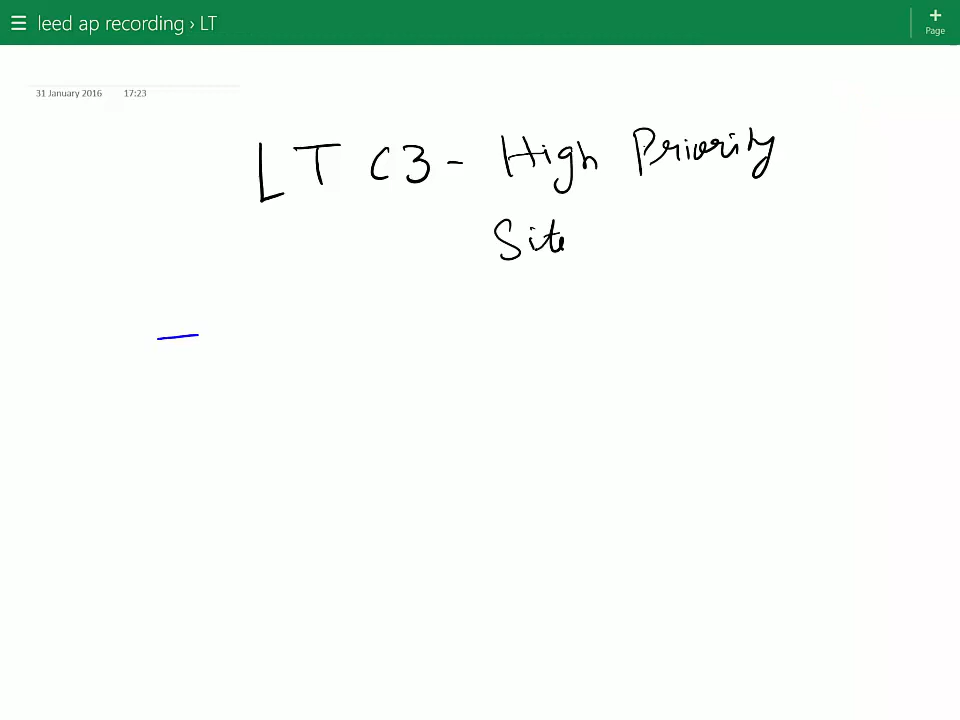 leed ap recording › LT
+
Page
31 January 2016 17:23
LT C3 - High Priority
Site